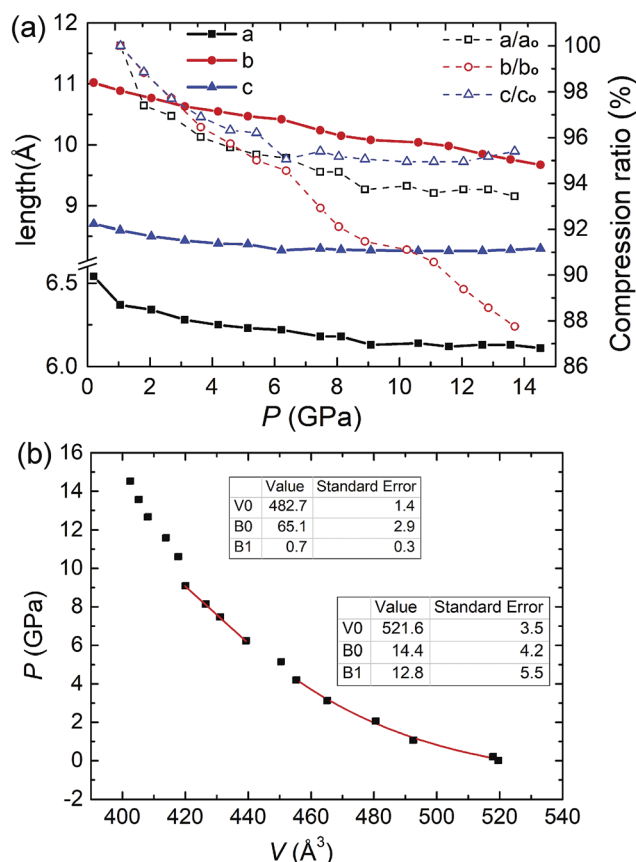 (a)
a
b
c
a/a₀
b/b₀
c/c₀
12
11
10
9
6.5
6.0
length(Å)
100
98
96
94
92
90
88
86
Compression ratio (%)
0 2 4 6 8 10 12 14
P (GPa)
(b)
16
14
12
10
8
6
4
2
0
-2
P (GPa)
Value Standard Error
V0 482.7 1.4
B0 65.1 2.9
B1 0.7 0.3
Value Standard Error
V0 521.6 3.5
B0 14.4 4.2
B1 12.8 5.5
400 420 440 460 480 500 520 540
V (Å³)